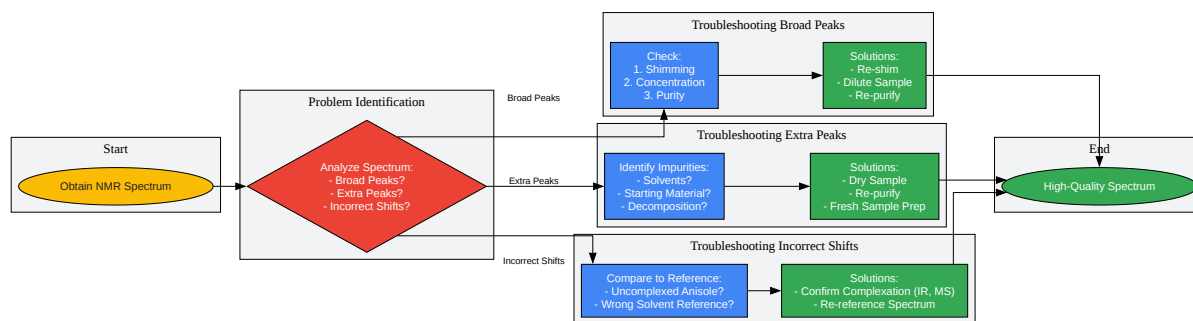 Start
Obtain NMR Spectrum
Problem Identification
Analyze Spectrum:
- Broad Peaks?
- Extra Peaks?
- Incorrect Shifts?
Broad Peaks
Extra Peaks
Incorrect Shifts
Troubleshooting Broad Peaks
Check:
1. Shimming
2. Concentration
3. Purity
Solutions:
- Re-shim
- Dilute Sample
- Re-purify
Troubleshooting Extra Peaks
Identify Impurities:
- Solvents?
- Starting Material?
- Decomposition?
Solutions:
- Dry Sample
- Re-purify
- Fresh Sample Prep
Troubleshooting Incorrect Shifts
Compare to Reference:
- Uncomplexed Anisole?
- Wrong Solvent Reference?
Solutions:
- Confirm Complexation (IR, MS)
- Re-reference Spectrum
End
High-Quality Spectrum